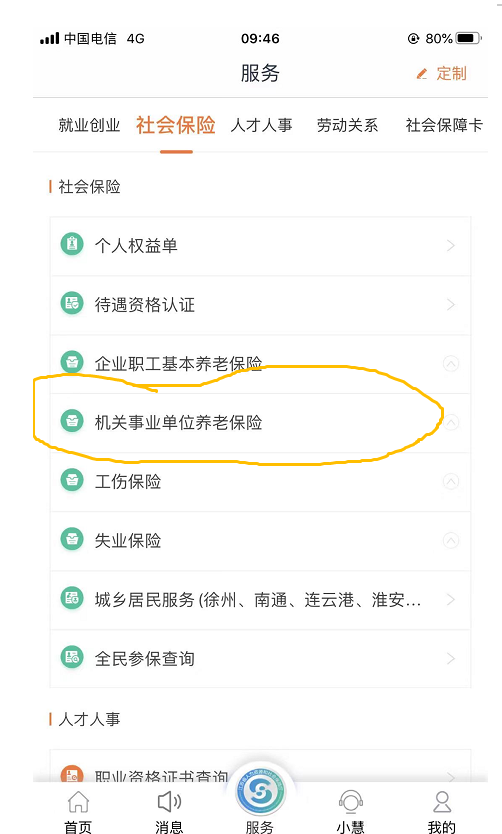 中国电信 4G 09:46 80%
服务 定制
就业创业 社会保险 人才人事 劳动关系 社会保障卡
社会保险
个人权益单
待遇资格认证
企业职工基本养老保险
机关事业单位养老保险
工伤保险
失业保险
城乡居民服务(徐州、南通、连云港、淮安...
全民参保查询
人才人事
职业资格证书查询
首页 消息 服务 小慧 我的